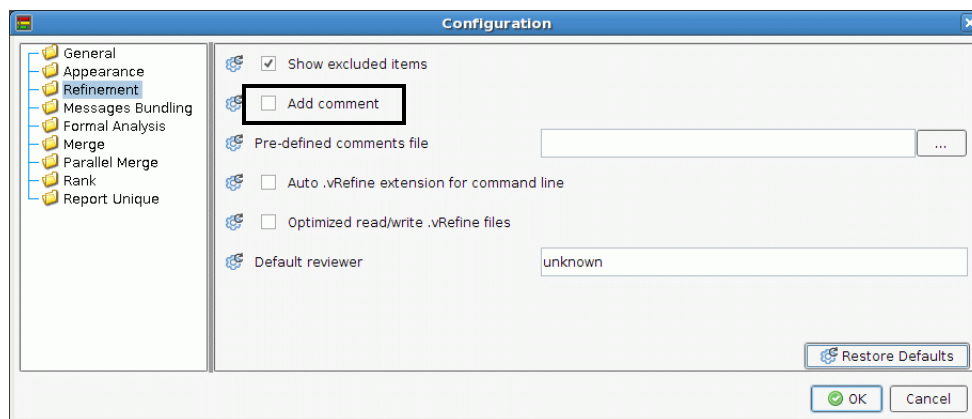 Configuration
General
Appearance
Refinement
Messages Bundling
Formal Analysis
Merge
Parallel Merge
Rank
Report Unique
Show excluded items
Add comment
Pre-defined comments file
...
Auto .vRefine extension for command line
Optimized read/write .vRefine files
Default reviewer
unknown
Restore Defaults
OK
Cancel